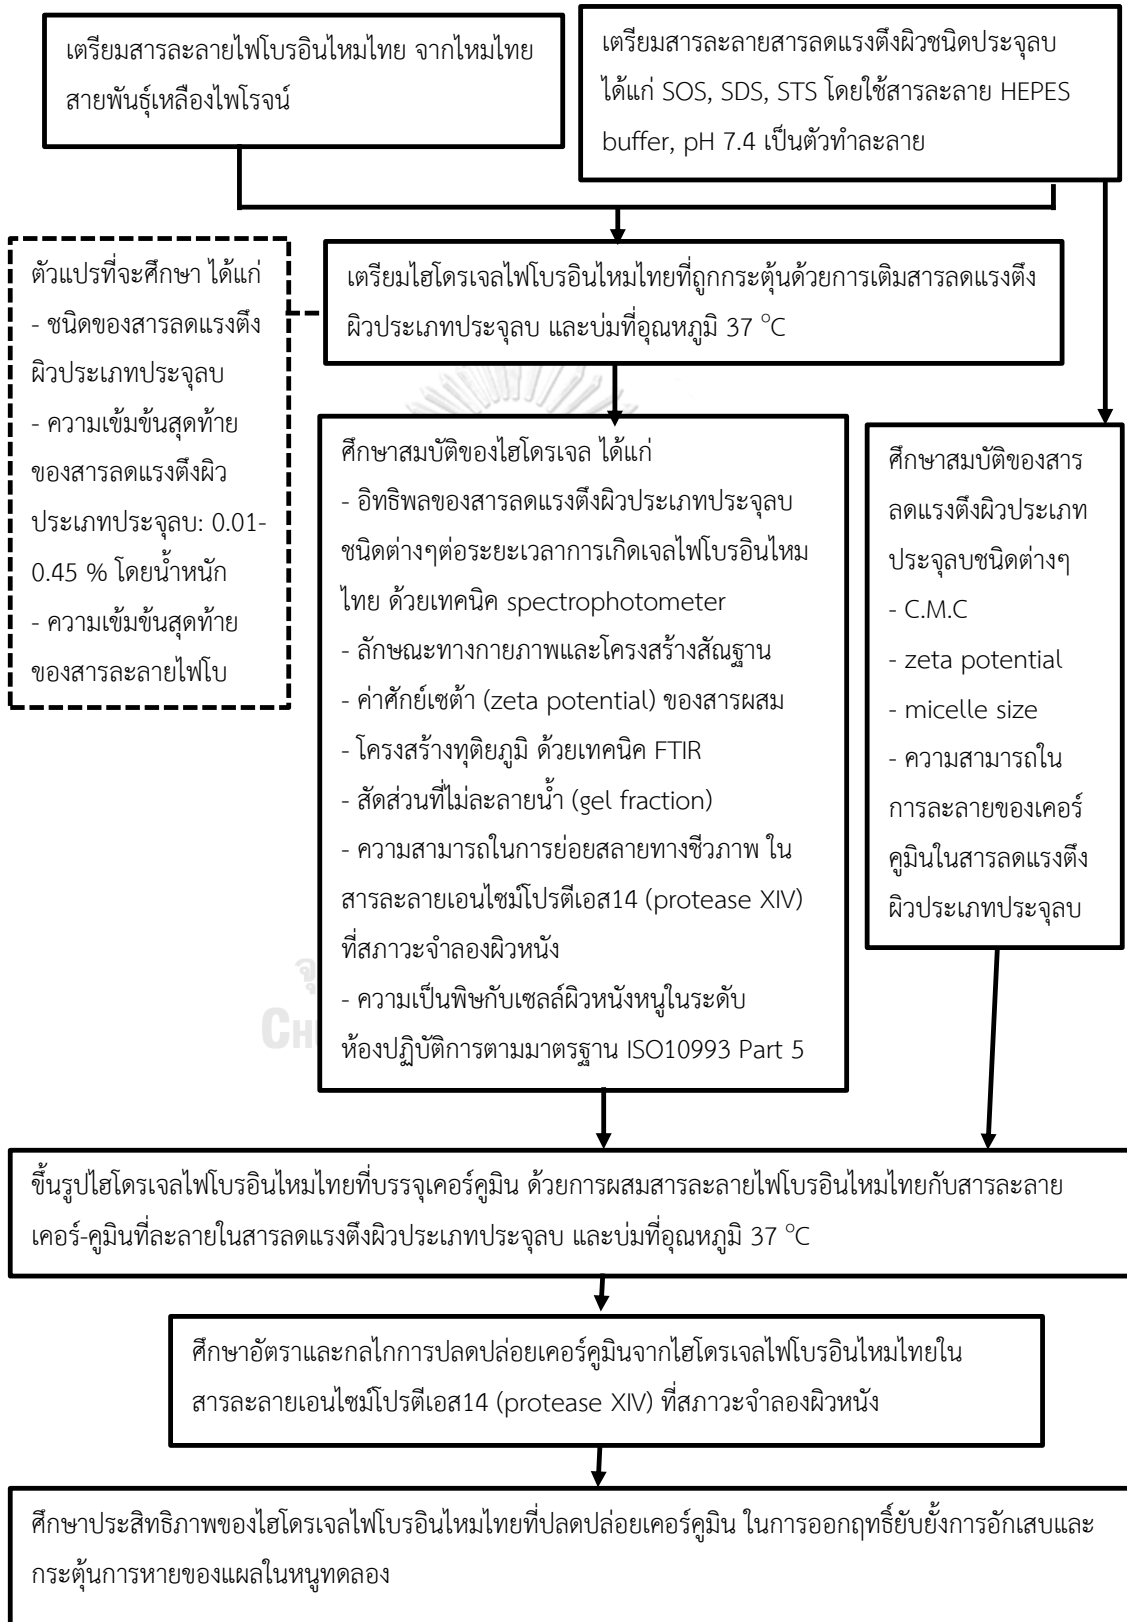 เตรียมสารละลายไฟโบรอินไหมไทย จากไหมไทย
สายพันธุ์เหลืองไพโรจน์
เตรียมสารละลายสารลดแรงตึงผิวชนิดประจุลบ
ได้แก่ SOS, SDS, STS โดยใช้สารละลาย HEPES
buffer, pH 7.4 เป็นตัวทำละลาย
ตัวแปรที่จะศึกษา ได้แก่
- ชนิดของสารลดแรงตึง
ผิวประเภทประจุลบ
- ความเข้มข้นสุดท้าย
ของสารลดแรงตึงผิว
ประเภทประจุลบ: 0.01-
0.45 % โดยน้ำหนัก
- ความเข้มข้นสุดท้าย
ของสารละลายไฟโบ
เตรียมไฮโดรเจลไฟโบรอินไหมไทยที่ถูกกระตุ้นด้วยการเติมสารลดแรงตึง
ผิวประเภทประจุลบ และบ่มที่อุณหภูมิ 37 °C
ศึกษาสมบัติของไฮโดรเจล ได้แก่
- อิทธิพลของสารลดแรงตึงผิวประเภทประจุลบ
ชนิดต่างๆต่อระยะเวลาการเกิดเจลไฟโบรอินไหม
ไทย ด้วยเทคนิค spectrophotometer
- ลักษณะทางกายภาพและโครงสร้างสัณฐาน
- ค่าศักย์เซต้า (zeta potential) ของสารผสม
- โครงสร้างทุติยภูมิ ด้วยเทคนิค FTIR
- สัดส่วนที่ไม่ละลายน้ำ (gel fraction)
- ความสามารถในการย่อยสลายทางชีวภาพ ใน
สารละลายเอนไซม์โปรตีเอส14 (protease XIV)
ที่สภาวะจำลองผิวหนัง
- ความเป็นพิษกับเซลล์ผิวหนังหนูในระดับ
ห้องปฏิบัติการตามมาตรฐาน ISO10993 Part 5
ศึกษาสมบัติของสาร
ลดแรงตึงผิวประเภท
ประจุลบชนิดต่างๆ
- C.M.C
- zeta potential
- micelle size
- ความสามารถใน
การละลายของเคอร์
คูมินในสารลดแรงตึง
ผิวประเภทประจุลบ
จุ
CH
ขึ้นรูปไฮโดรเจลไฟโบรอินไหมไทยที่บรรจุเคอร์คูมิน ด้วยการผสมสารละลายไฟโบรอินไหมไทยกับสารละลาย
เคอร์-คูมินที่ละลายในสารลดแรงตึงผิวประเภทประจุลบ และบ่มที่อุณหภูมิ 37 °C
ศึกษาอัตราและกลไกการปลดปล่อยเคอร์คูมินจากไฮโดรเจลไฟโบรอินไหมไทยใน
สารละลายเอนไซม์โปรตีเอส14 (protease XIV) ที่สภาวะจำลองผิวหนัง
ศึกษาประสิทธิภาพของไฮโดรเจลไฟโบรอินไหมไทยที่ปลดปล่อยเคอร์คูมิน ในการออกฤทธิ์ยับยั้งการอักเสบและ
กระตุ้นการหายของแผลในหนูทดลอง